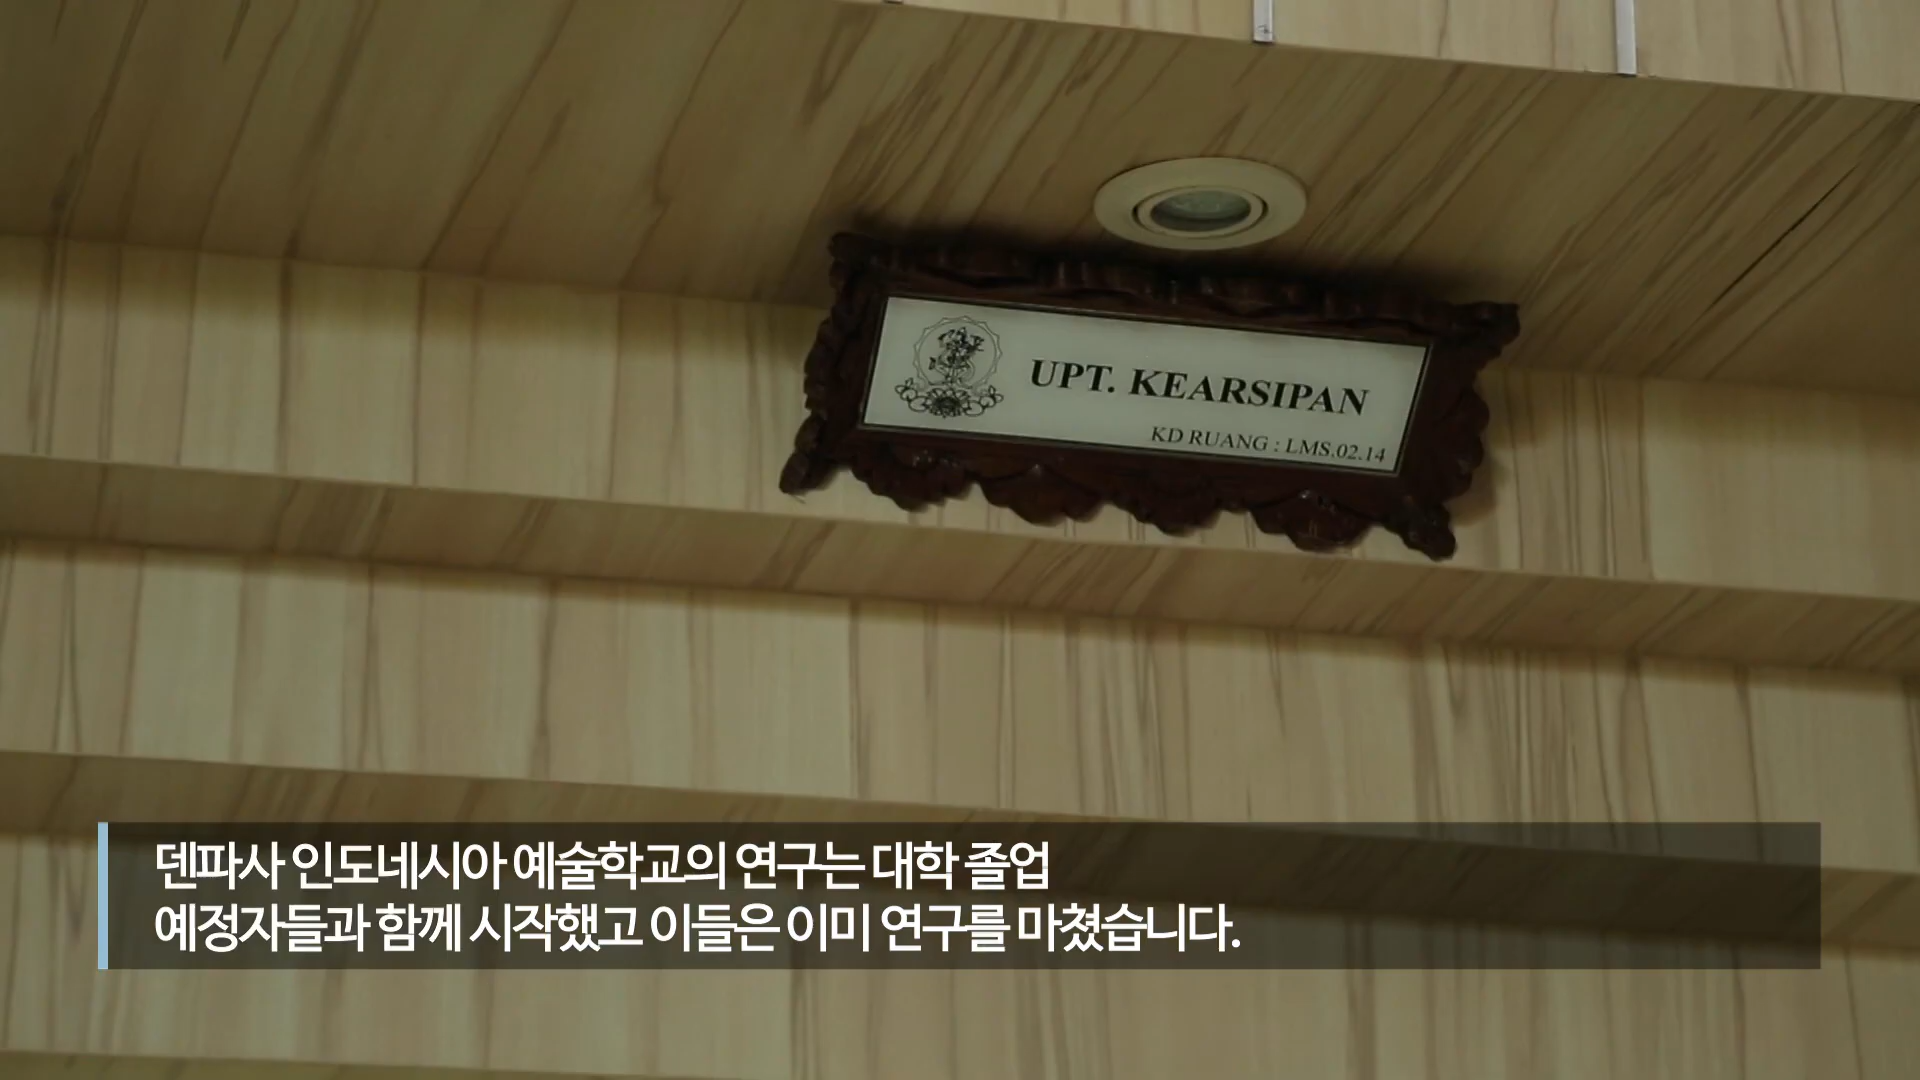 UPT. KEARSIPAN
KD RUANG : LMS.02.14
덴파사 인도네시아 예술학교의 연구는 대학 졸업
예정자들과 함께 시작했고 이들은 이미 연구를 마쳤습니다.